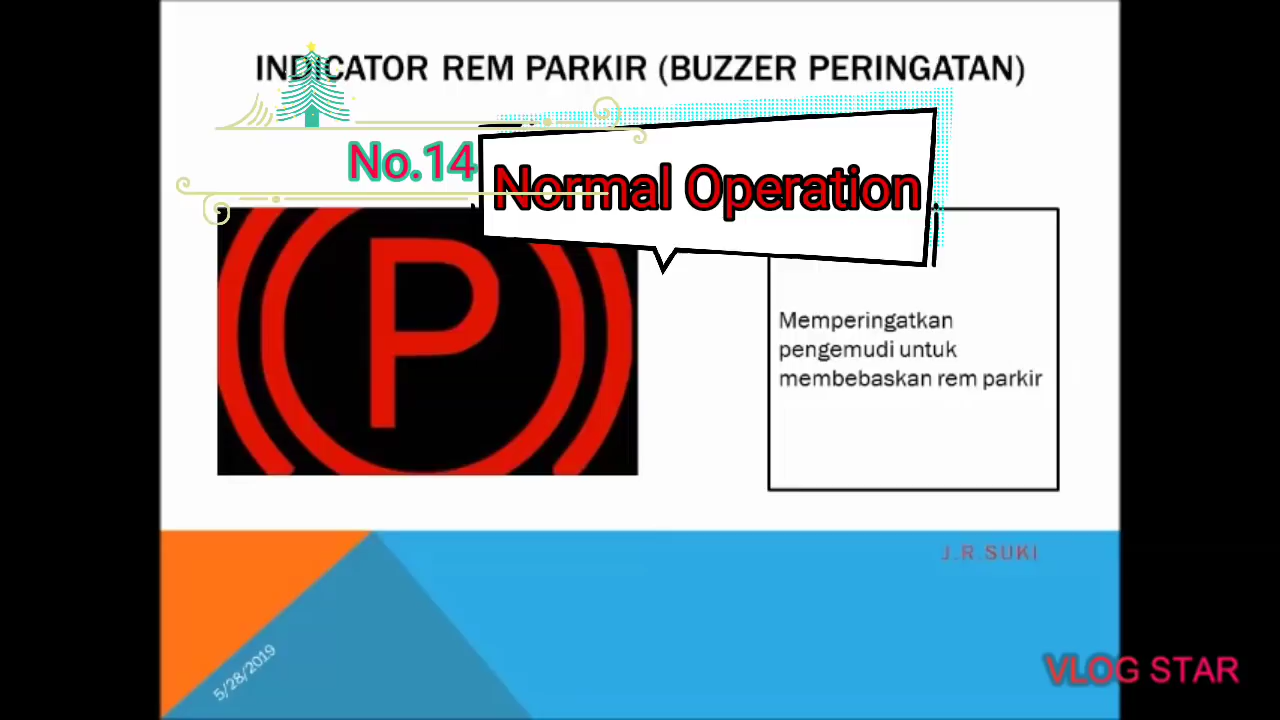 INDICATOR REM PARKIR (BUZZER PERINGATAN)
No.14
Normal Operation
P
Memperingatkan
pengemudi untuk
membebaskan rem parkir
J.R.SUKI
5/28/2019
VLOG STAR